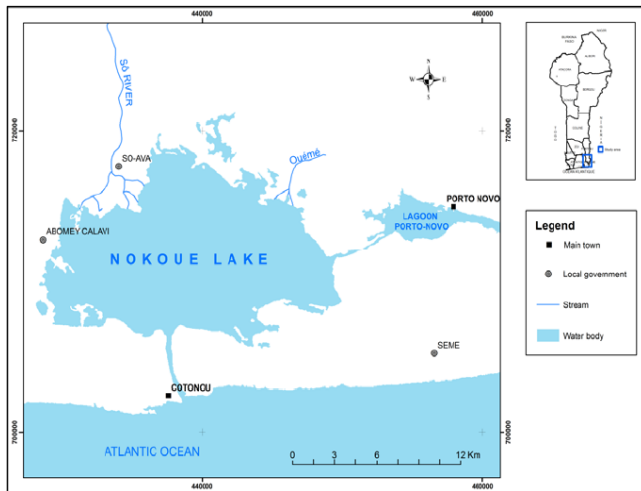 440000
460000
Sô RIVER
N
W E
S
720000
720000
SO-AVA
Ouémé
PORTO NOVO
LAGOON
PORTO-NOVO
ABOMEY CALAVI
NOKOUE LAKE
SEME
COTONOU
700000
700000
ATLANTIC OCEAN
0 3 6 12 Km
440000
460000
TOGO
NIGERIA
Legend
Main town
Local government
Stream
Water body